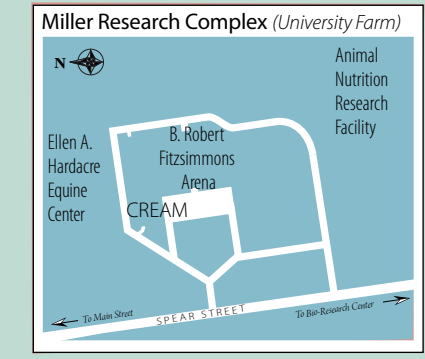 Miller Research Complex (University Farm)
N
Animal
Nutrition
Research
Facility
B. Robert
Fitzsimmons
Arena
Ellen A.
Hardacre
Equine
Center
CREAM
To Main Street
SPEAR STREET
To Bio-Research Center